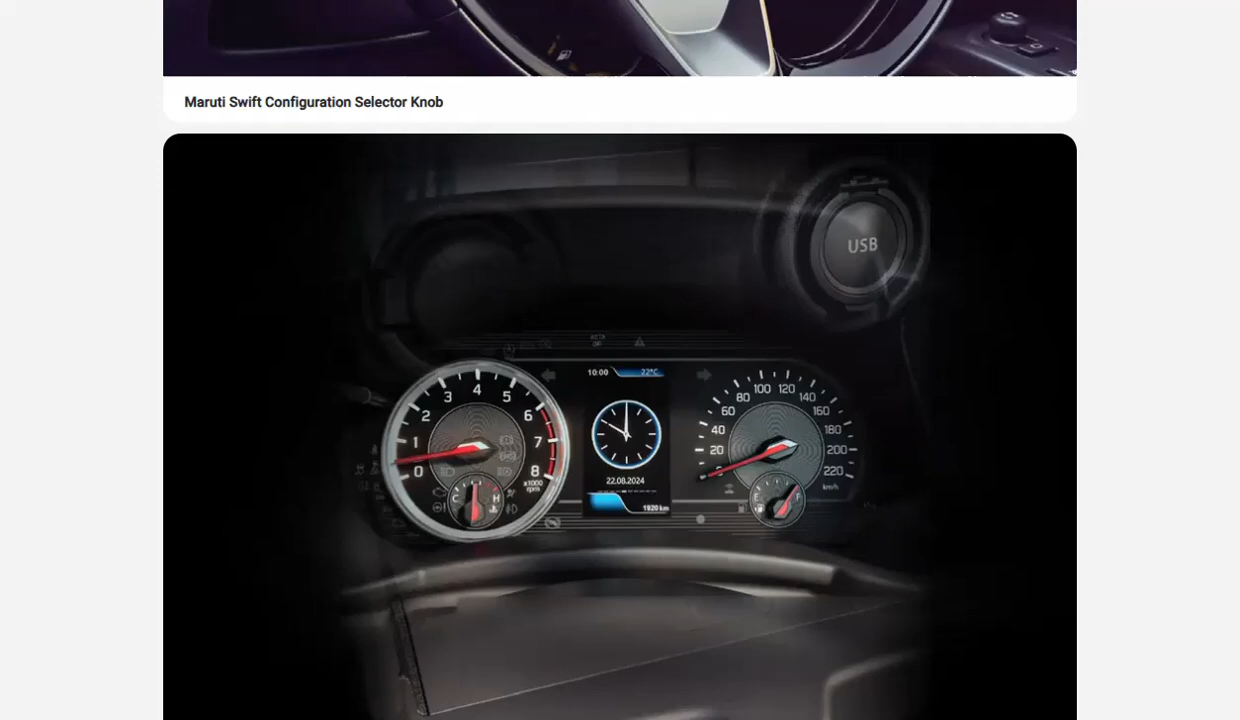 Maruti Swift Configuration Selector Knob
USB
10:00 22°C
0 1 2 3 4 5 6 7 8
x1000
rpm
C H
22.08.2024
1920 km
20 40 60 80 100 120 140 160 180 200 220
km/h
E F